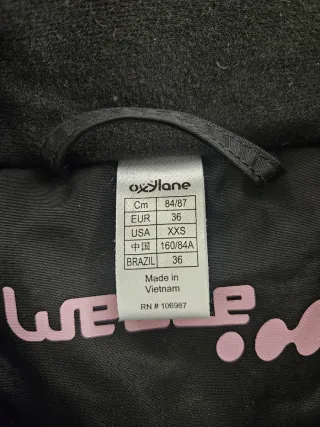 oxylane
Cm 84/87
EUR 36
USA XXS
中国 160/84A
BRAZIL 36
Made in
Vietnam
RN # 106987